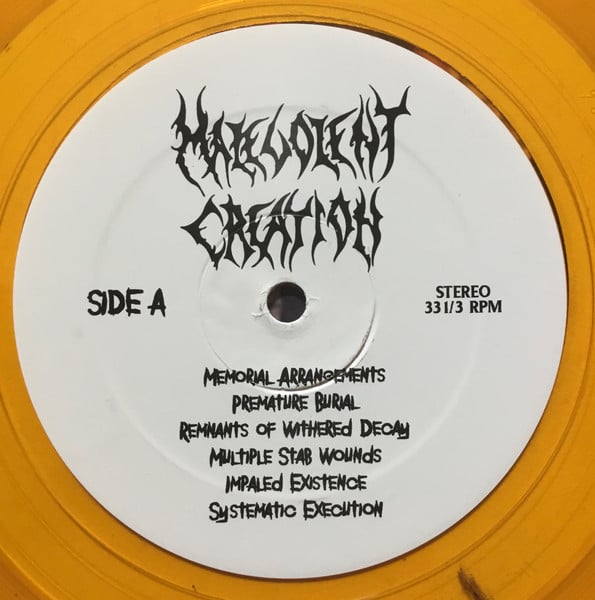 MALEVOLENT
CREATION
SIDE A
STEREO
33 1/3 RPM
MEMORIAL ARRANGEMENTS
PREMATURE BURIAL
REMNANTS OF WITHERED DECAY
MULTIPLE STAB WOUNDS
IMPALED EXISTENCE
SYSTEMATIC EXECUTION